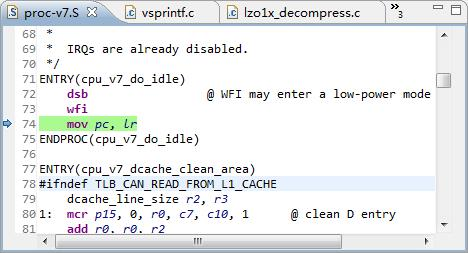 proc-v7.S vsprintf.c lzo1x_decompress.c »3
68 *
69 * IRQs are already disabled.
70 */
71 ENTRY(cpu_v7_do_idle)
72 dsb @ WFI may enter a low-power mode
73 wfi
74 mov pc, lr
75 ENDPROC(cpu_v7_do_idle)
76
77 ENTRY(cpu_v7_dcache_clean_area)
78 #ifndef TLB_CAN_READ_FROM_L1_CACHE
79 dcache_line_size r2, r3
80 1: mcr p15, 0, r0, c7, c10, 1 @ clean D entry
81 add r0, r0, r2